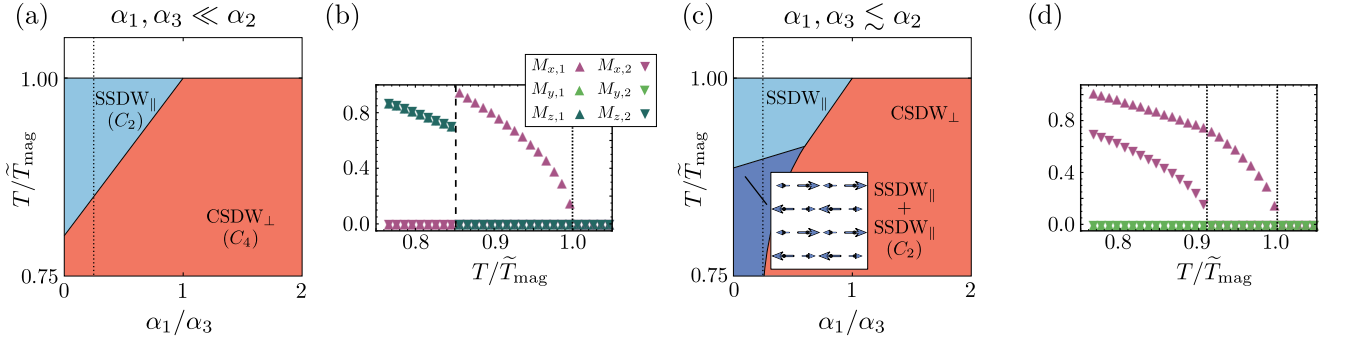 (a)
α₁, α₃ ≪ α₂
T/T̃mag
1.00
0.75
SSDW∥
(C₂)
CSDW⊥
(C₄)
0
1
2
α₁/α₃
(b)
Mx,1 ▲ Mx,2 ▼
My,1 ▲ My,2 ▼
Mz,1 ▲ Mz,2 ▼
0.8
0.4
0.0
0.8
0.9
1.0
T/T̃mag
(c)
α₁, α₃ ≲ α₂
T/T̃mag
1.00
0.75
SSDW∥
CSDW⊥
SSDW∥
+
SSDW∥
(C₂)
0
1
2
α₁/α₃
(d)
0.8
0.4
0.0
0.8
0.9
1.0
T/T̃mag